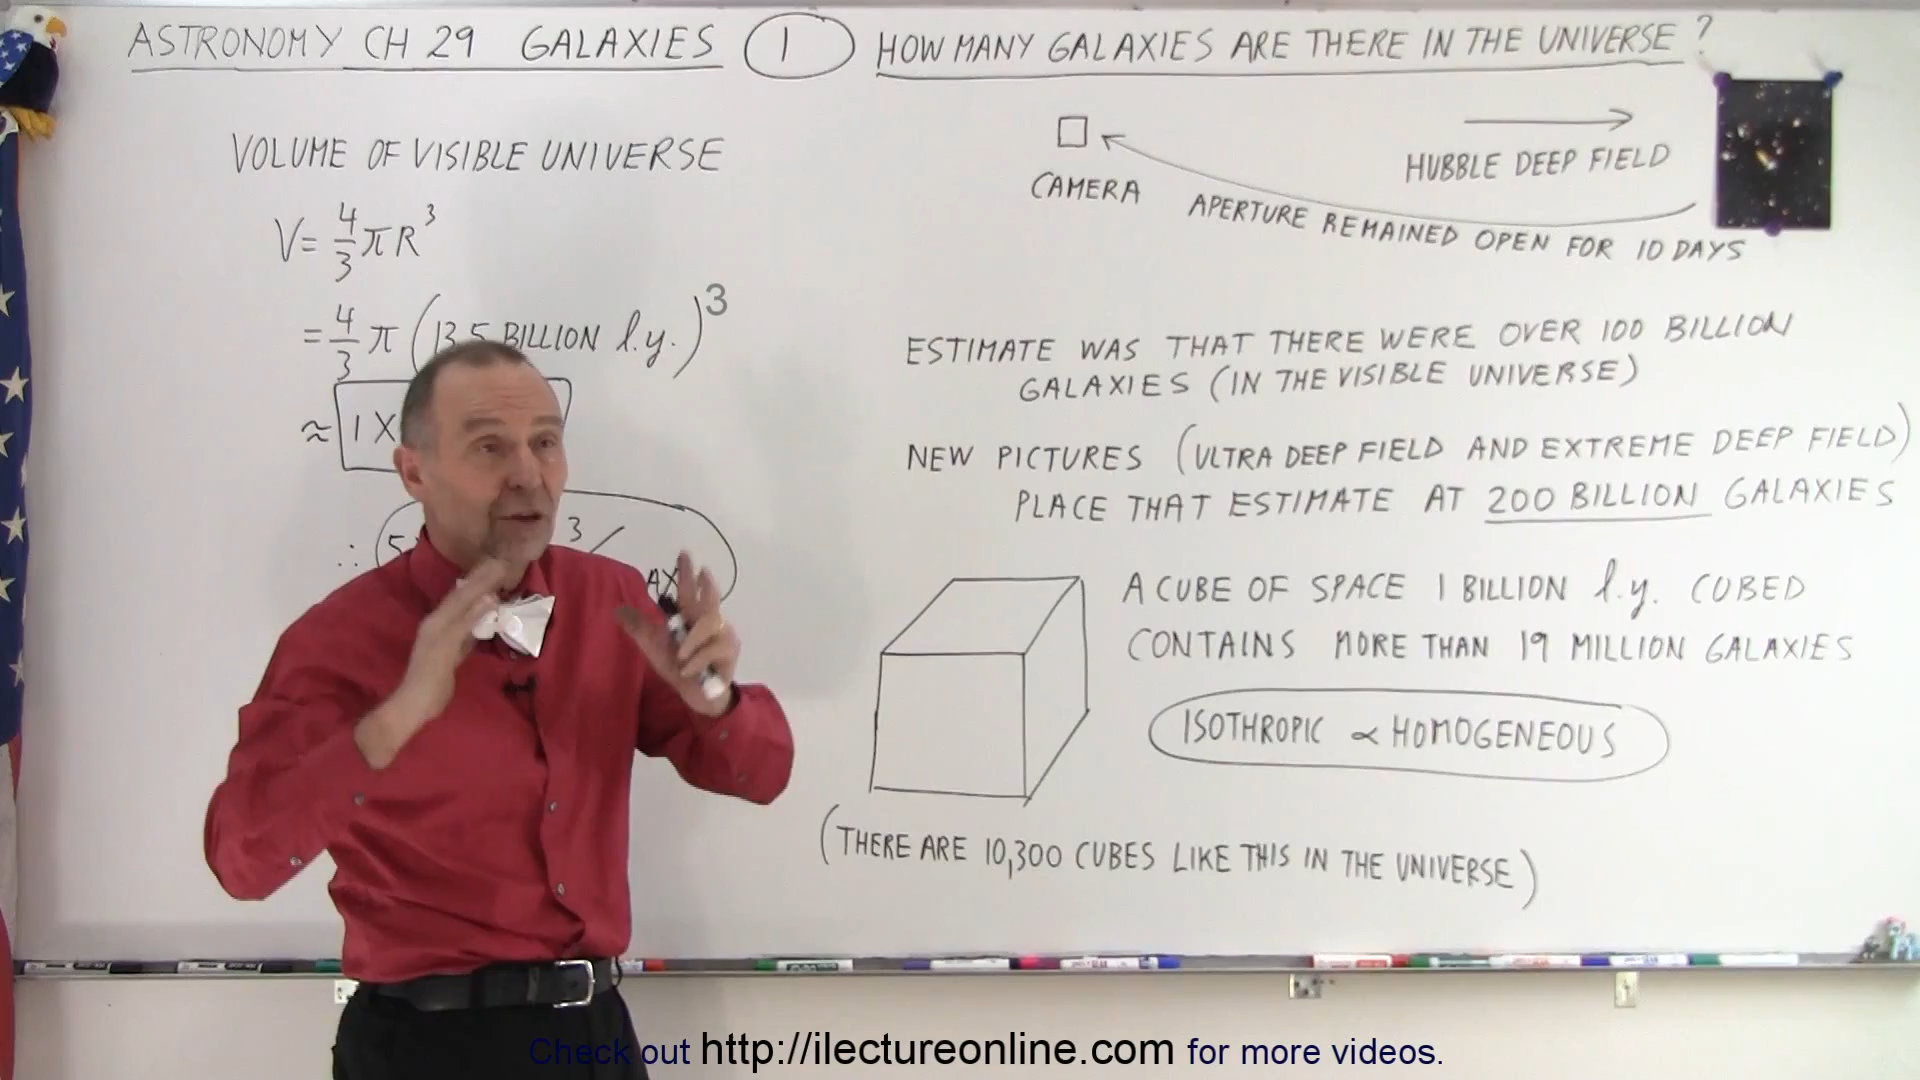 ASTRONOMY CH 29 GALAXIES 1 HOW MANY GALAXIES ARE THERE IN THE UNIVERSE?
VOLUME OF VISIBLE UNIVERSE
V = 4/3 π R³
= 4/3 π (13.5 BILLION l.y.)³
≈ 1 X
∴ 5 3 /
CAMERA
HUBBLE DEEP FIELD
APERTURE REMAINED OPEN FOR 10 DAYS
ESTIMATE WAS THAT THERE WERE OVER 100 BILLION
GALAXIES (IN THE VISIBLE UNIVERSE)
NEW PICTURES (ULTRA DEEP FIELD AND EXTREME DEEP FIELD)
PLACE THAT ESTIMATE AT 200 BILLION GALAXIES
A CUBE OF SPACE 1 BILLION l.y. CUBED
CONTAINS MORE THAN 19 MILLION GALAXIES
ISOTHROPIC ∝ HOMOGENEOUS
(THERE ARE 10,300 CUBES LIKE THIS IN THE UNIVERSE)
Check out http://ilectureonline.com for more videos.